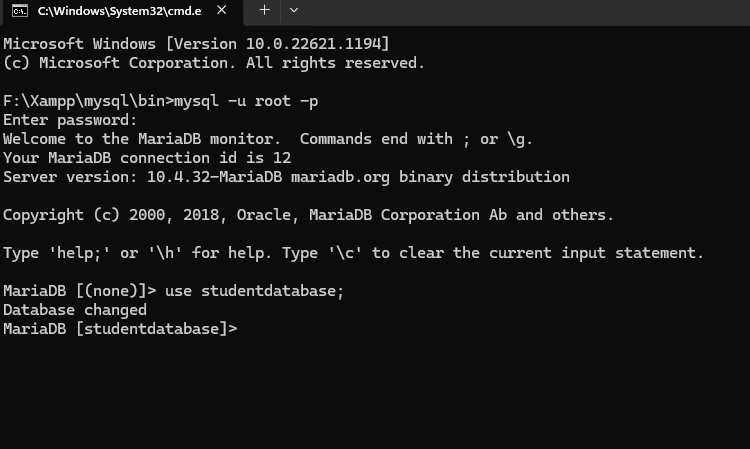 C:\Windows\System32\cmd.e
Microsoft Windows [Version 10.0.22621.1194]
(c) Microsoft Corporation. All rights reserved.
F:\Xampp\mysql\bin>mysql -u root -p
Enter password:
Welcome to the MariaDB monitor.  Commands end with ; or \g.
Your MariaDB connection id is 12
Server version: 10.4.32-MariaDB mariadb.org binary distribution
Copyright (c) 2000, 2018, Oracle, MariaDB Corporation Ab and others.
Type 'help;' or '\h' for help. Type '\c' to clear the current input statement.
MariaDB [(none)]> use studentdatabase;
Database changed
MariaDB [studentdatabase]>